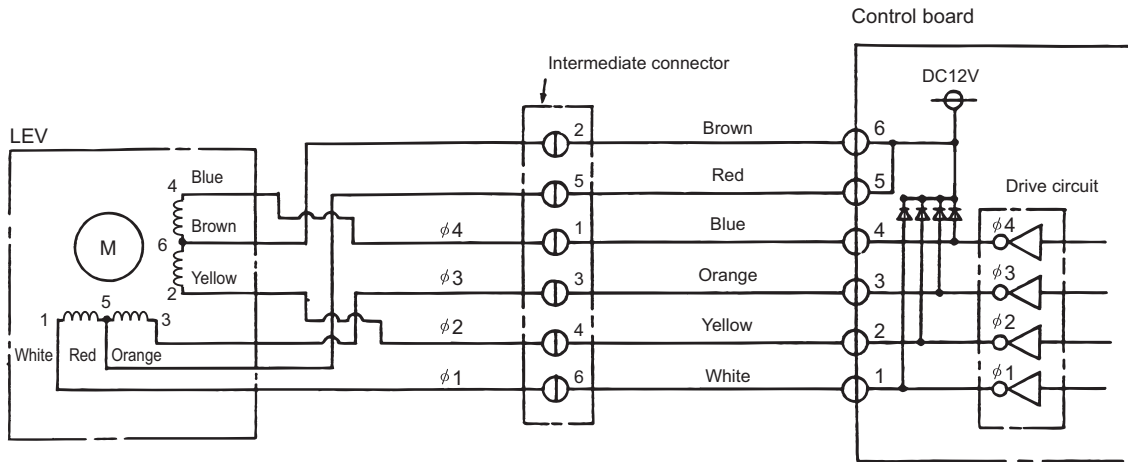 Control board
Intermediate connector
DC12V
LEV
2 Brown 6
4 Blue
5 Red 5
Drive circuit
Brown
6
M
ϕ4 1 Blue 4 ϕ4
Yellow
2
ϕ3 3 Orange 3 ϕ3
1 5 3
ϕ2 4 Yellow 2 ϕ2
White Red Orange
ϕ1 6 White 1 ϕ1